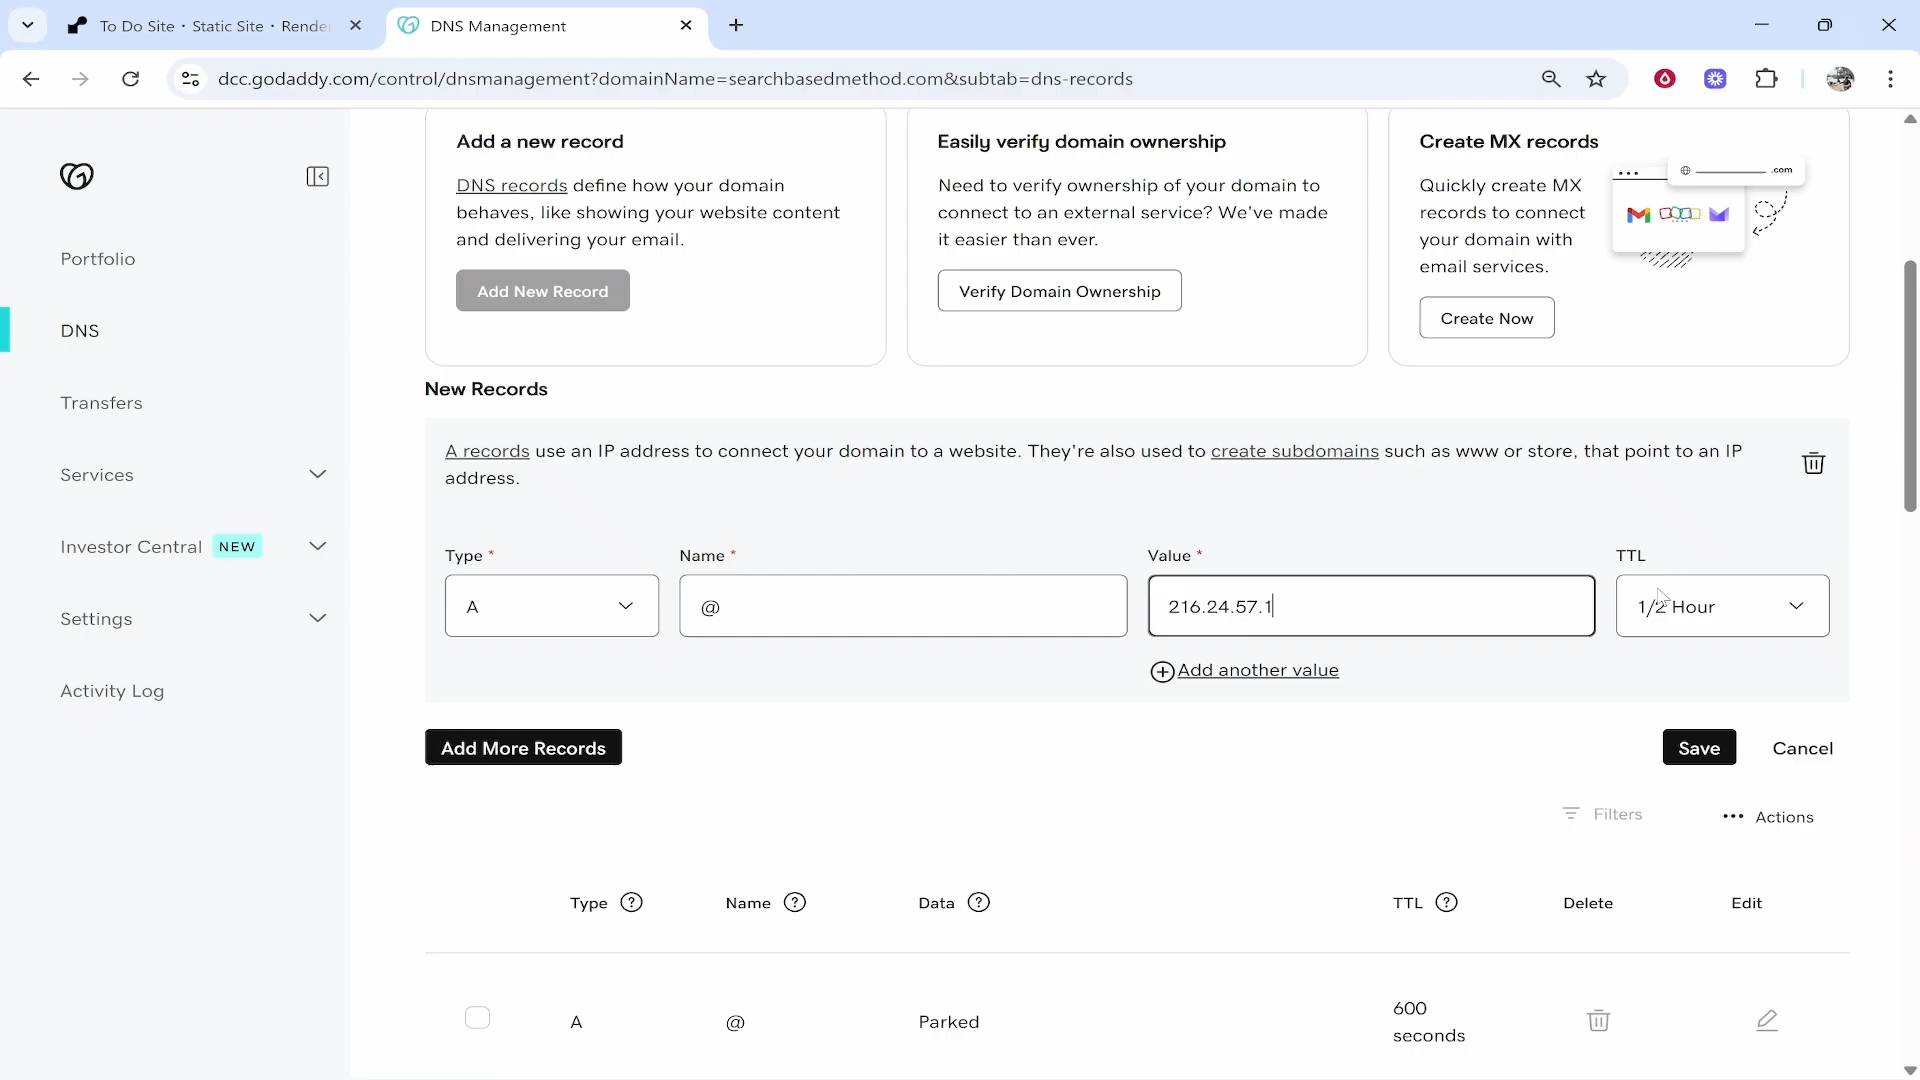 To Do Site · Static Site · Rende
DNS Management
dcc.godaddy.com/control/dnsmanagement?domainName=searchbasedmethod.com&subtab=dns-records
Portfolio
DNS
Transfers
Services
Investor Central NEW
Settings
Activity Log
Add a new record
DNS records define how your domain
behaves, like showing your website content
and delivering your email.
Add New Record
Easily verify domain ownership
Need to verify ownership of your domain to
connect to an external service? We've made
it easier than ever.
Verify Domain Ownership
Create MX records
Quickly create MX
records to connect
your domain with
email services.
.com
Create Now
New Records
A records use an IP address to connect your domain to a website. They're also used to create subdomains such as www or store, that point to an IP
address.
Type * Name * Value * TTL
A @ 216.24.57.1 1/2 Hour
Add another value
Add More Records Save Cancel
Filters Actions
Type Name Data TTL Delete Edit
A @ Parked 600
seconds